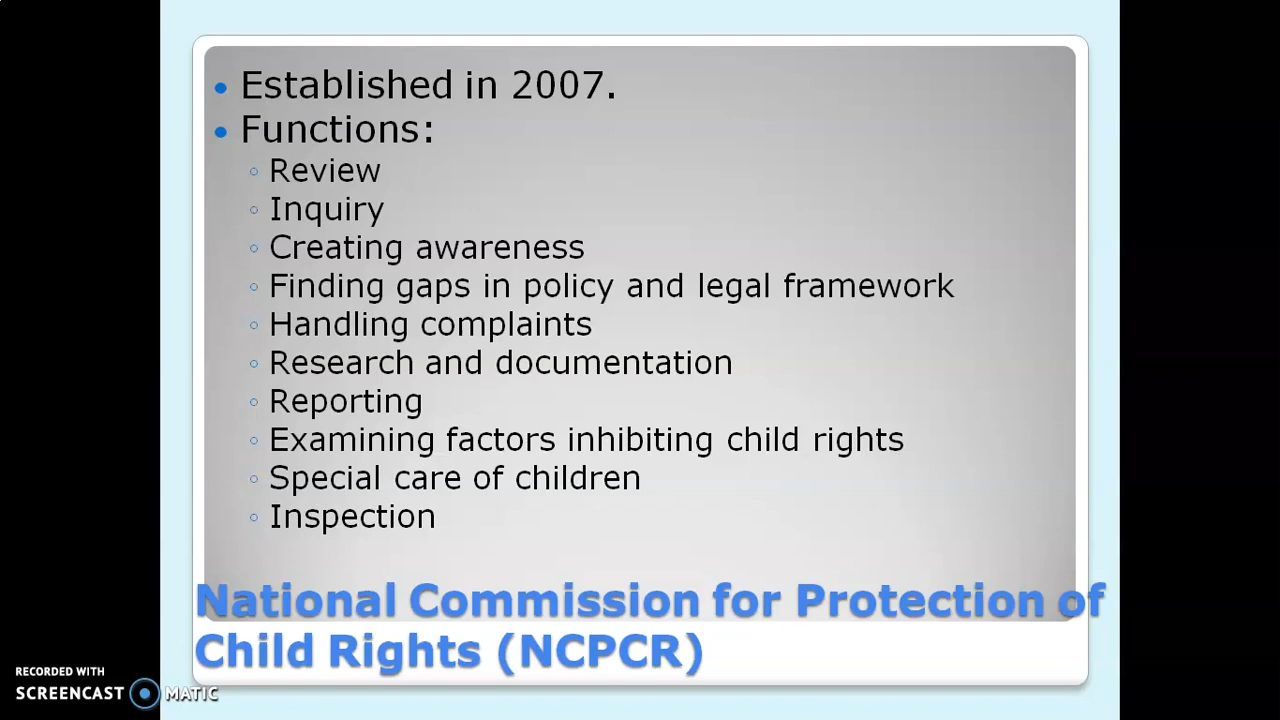 Established in 2007.
Functions:
Review
Inquiry
Creating awareness
Finding gaps in policy and legal framework
Handling complaints
Research and documentation
Reporting
Examining factors inhibiting child rights
Special care of children
Inspection
National Commission for Protection of
Child Rights (NCPCR)
RECORDED WITH
SCREENCAST MATIC